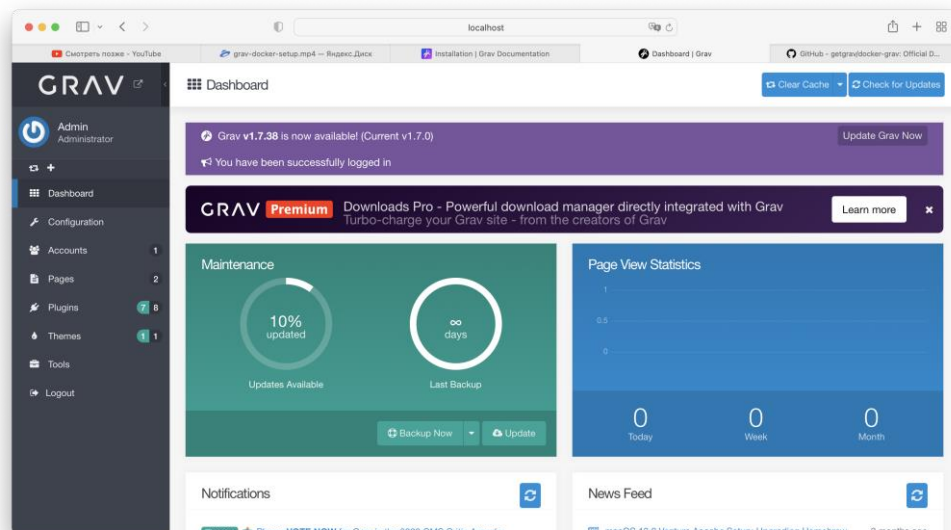 localhost
Смотреть позже - YouTube
grav-docker-setup.mp4 — Яндекс.Диск
Installation | Grav Documentation
Dashboard | Grav
GitHub - getgrav/docker-grav: Official D...
GRAV
Dashboard
Clear Cache
Check for Updates
Admin
Administrator
Grav v1.7.38 is now available! (Current v1.7.0)
Update Grav Now
You have been successfully logged in
Dashboard
Configuration
Accounts 1
Pages 2
Plugins 7 8
Themes 1 1
Tools
Logout
GRAV Premium
Downloads Pro - Powerful download manager directly integrated with Grav
Turbo-charge your Grav site - from the creators of Grav
Learn more
Maintenance
10%
updated
Updates Available
∞
days
Last Backup
Backup Now
Update
Page View Statistics
1
0.5
0
0
Today
0
Week
0
Month
Notifications
News Feed